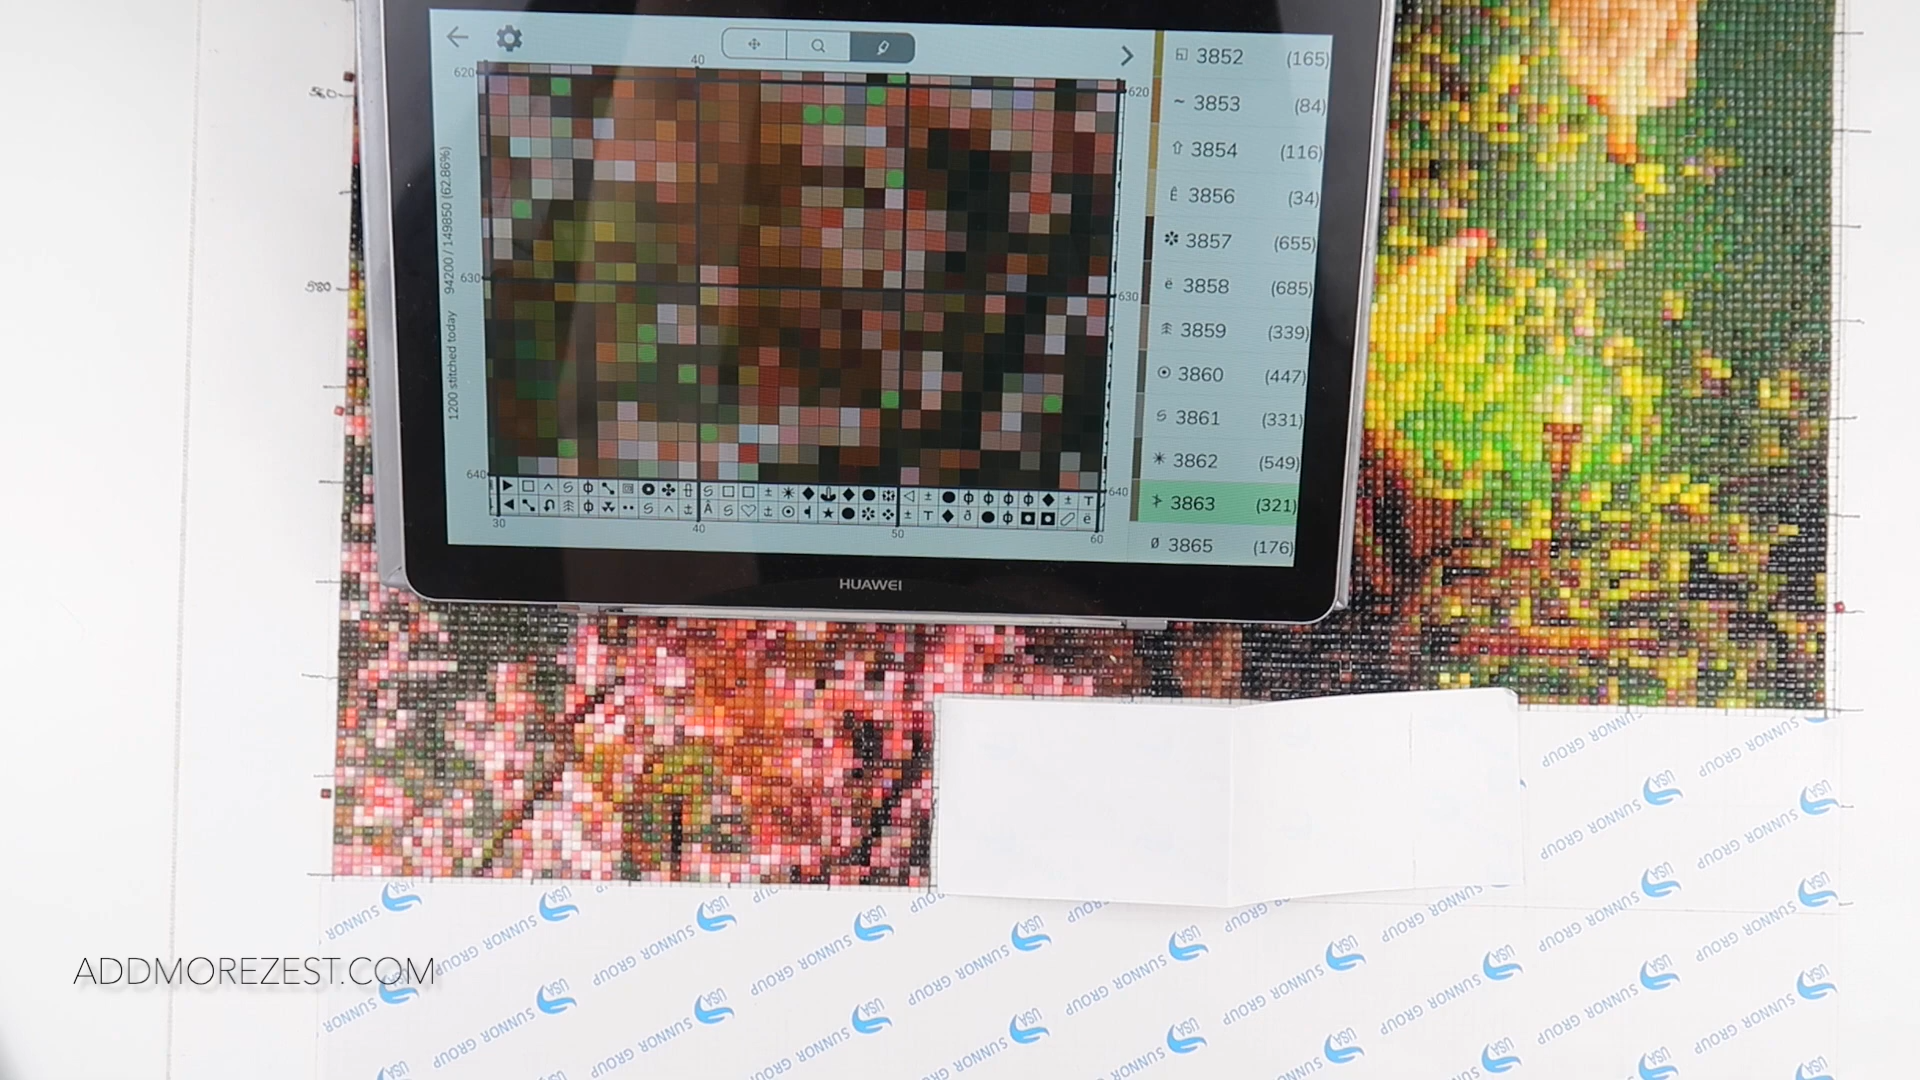 40
620
620
630
630
640
640
30
40
50
60
1200 stitched today 94200 / 149850 (62.86%)
3852 (165)
~ 3853 (84)
⇧ 3854 (116)
Ê 3856 (34)
✽ 3857 (655)
ë 3858 (685)
3859 (339)
⊙ 3860 (447)
3861 (331)
✳ 3862 (549)
3863 (321)
Ø 3865 (176)
HUAWEI
560
580
ADDMOREZEST.COM
SUNNOR GROUP USA